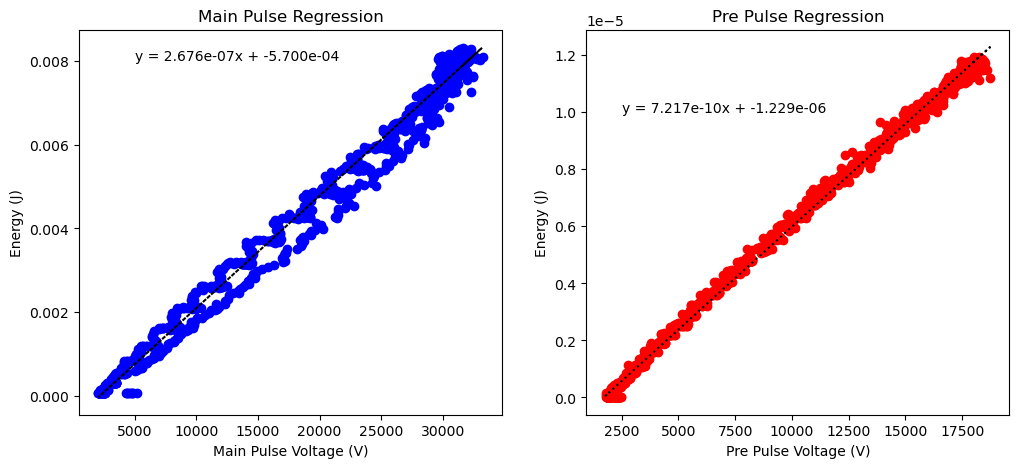 Main Pulse Regression
y = 2.676e-07x + -5.700e-04
Energy (J)
0.008
0.006
0.004
0.002
0.000
5000 10000 15000 20000 25000 30000
Main Pulse Voltage (V)
Pre Pulse Regression
1e−5
y = 7.217e-10x + -1.229e-06
Energy (J)
1.2
1.0
0.8
0.6
0.4
0.2
0.0
2500 5000 7500 10000 12500 15000 17500
Pre Pulse Voltage (V)